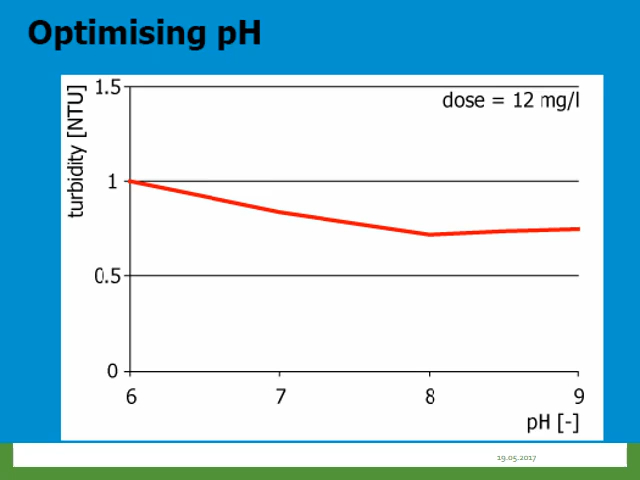 Optimising pH
turbidity [NTU]
1.5
dose = 12 mg/l
1
0.5
0
6 7 8 9
pH [-]
19.05.2017